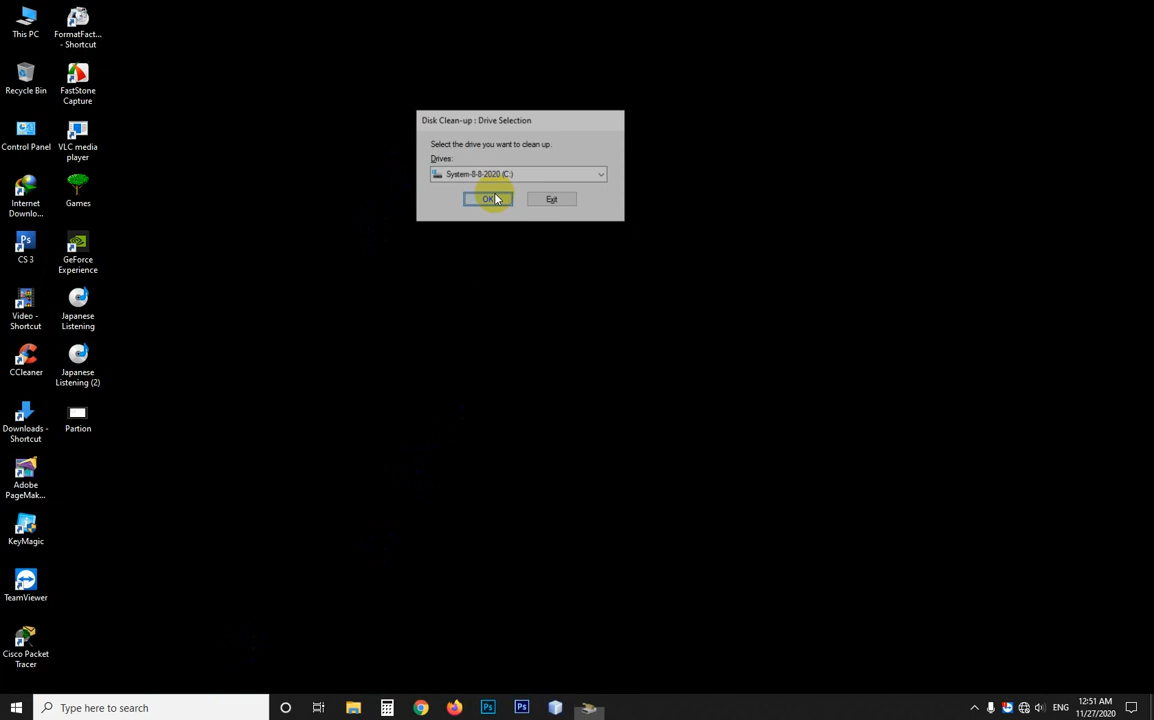 This PC
FormatFact...
- Shortcut
Recycle Bin
FastStone
Capture
Control Panel
VLC media
player
Internet
Downlo...
Games
CS 3
GeForce
Experience
Video -
Shortcut
Japanese
Listening
CCleaner
Japanese
Listening (2)
Downloads -
Shortcut
Partion
Adobe
PageMak...
KeyMagic
TeamViewer
Cisco Packet
Tracer
Disk Clean-up : Drive Selection
Select the drive you want to clean up.
Drives:
System-8-8-2020 (C:)
OK
Exit
Type here to search
Ps
Ps
Ps
ENG
12:51 AM
11/27/2020